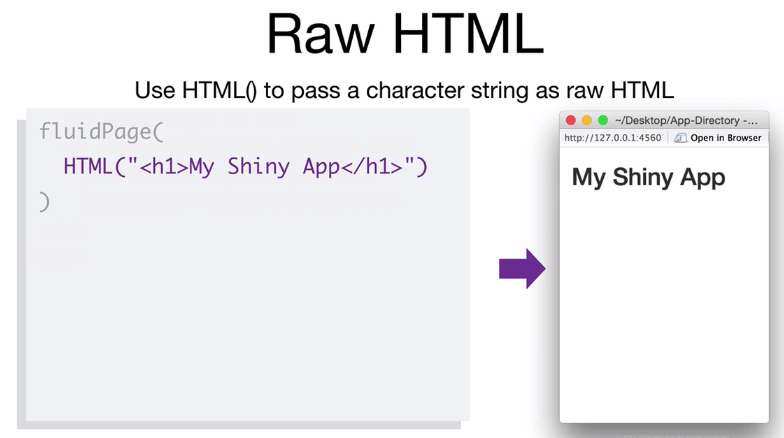 Raw HTML
Use HTML() to pass a character string as raw HTML
fluidPage(
HTML("<h1>My Shiny App</h1>")
)
~/Desktop/App-Directory -...
http://127.0.0.1:4560 Open in Browser
My Shiny App